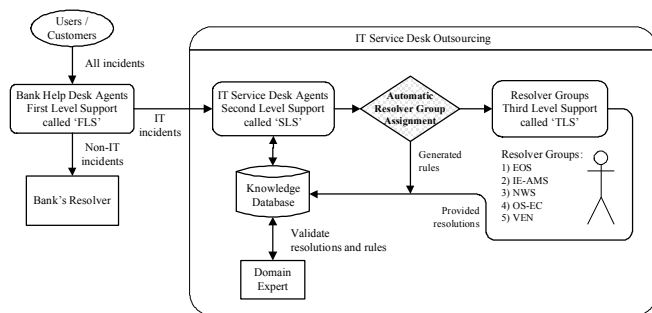 Users /
Customers
IT Service Desk Outsourcing
All incidents
Bank Help Desk Agents
First Level Support
called ‘FLS’
IT
incidents
IT Service Desk Agents
Second Level Support
called ‘SLS’
Automatic
Resolver Group
Assignment
Resolver Groups
Third Level Support
called ‘TLS’
Non-IT
incidents
Bank's Resolver
Knowledge
Database
Generated
rules
Provided
resolutions
Resolver Groups:
1) EOS
2) IE-AMS
3) NWS
4) OS-EC
5) VEN
Validate
resolutions and rules
Domain
Expert